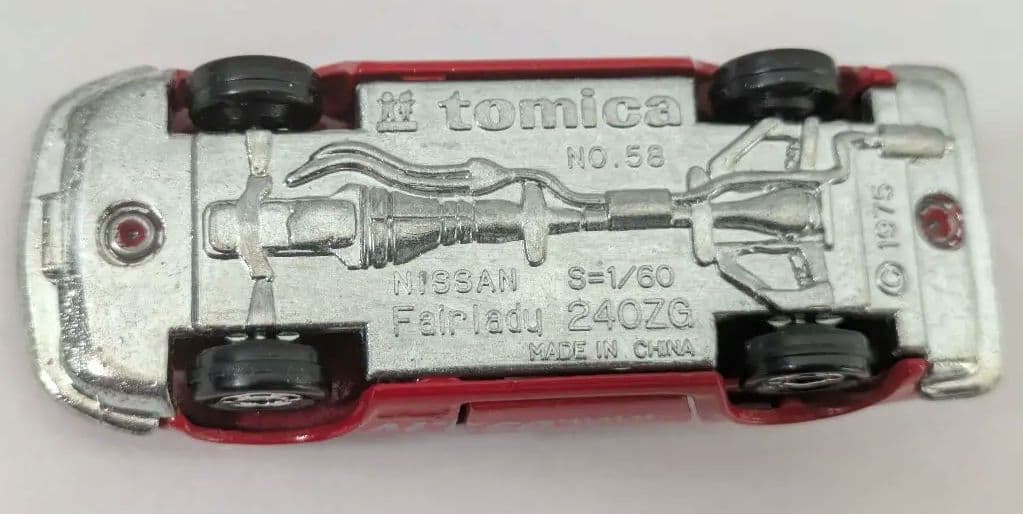 tomica
NO.58
NISSAN S=1/60
Fairlady 240ZG
MADE IN CHINA
© 1975